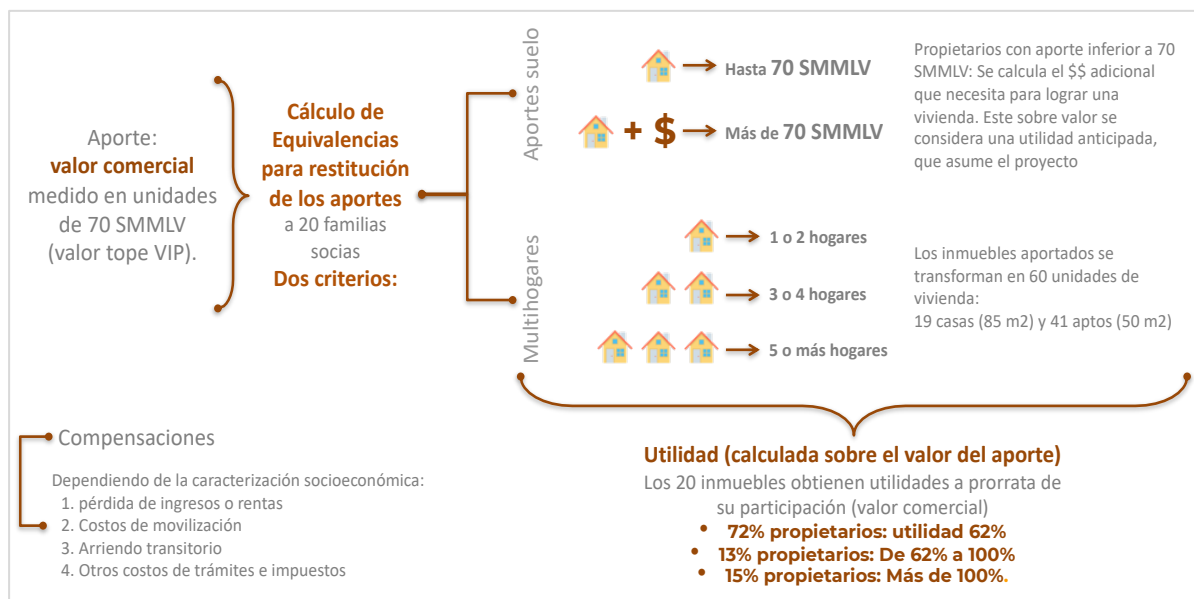 Aporte:
valor comercial
medido en unidades
de 70 SMMLV
(valor tope VIP).
Cálculo de
Equivalencias
para restitución
de los aportes
a 20 familias
socias
Dos criterios:
Aportes suelo
Hasta 70 SMMLV
+ $
Más de 70 SMMLV
Propietarios con aporte inferior a 70
SMMLV: Se calcula el $$ adicional
que necesita para lograr una
vivienda. Este sobre valor se
considera una utilidad anticipada,
que asume el proyecto
Multihogares
1 o 2 hogares
3 o 4 hogares
5 o más hogares
Los inmuebles aportados se
transforman en 60 unidades de
vivienda:
19 casas (85 m2) y 41 aptos (50 m2)
Compensaciones
Dependiendo de la caracterización socioeconómica:
1. pérdida de ingresos o rentas
2. Costos de movilización
3. Arriendo transitorio
4. Otros costos de trámites e impuestos
Utilidad (calculada sobre el valor del aporte)
Los 20 inmuebles obtienen utilidades a prorrata de
su participación (valor comercial)
• 72% propietarios: utilidad 62%
• 13% propietarios: De 62% a 100%
• 15% propietarios: Más de 100%.